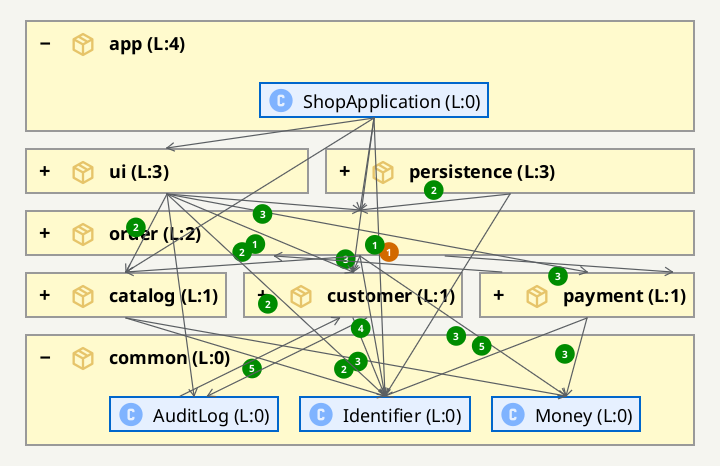 − app (L:4)
C ShopApplication (L:0)
+ ui (L:3)
+ persistence (L:3)
2
3
+ order (L:2)
2
1
2
1
1
3
+ catalog (L:1)
+ customer (L:1)
+ payment (L:1)
3
2
4
3
5
− common (L:0)
3
3
2
5
C AuditLog (L:0)
C Identifier (L:0)
C Money (L:0)